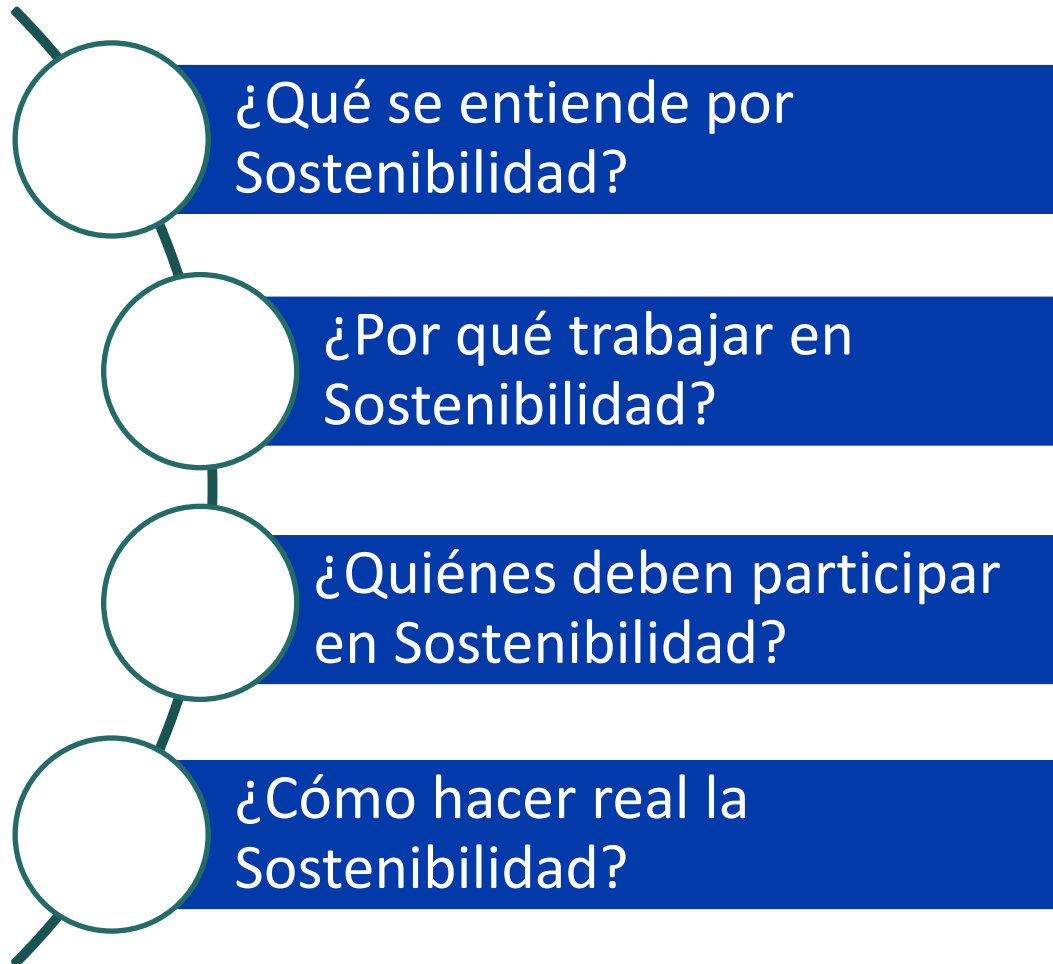 ¿Qué se entiende por
Sostenibilidad?
¿Por qué trabajar en
Sostenibilidad?
¿Quiénes deben participar
en Sostenibilidad?
¿Cómo hacer real la
Sostenibilidad?